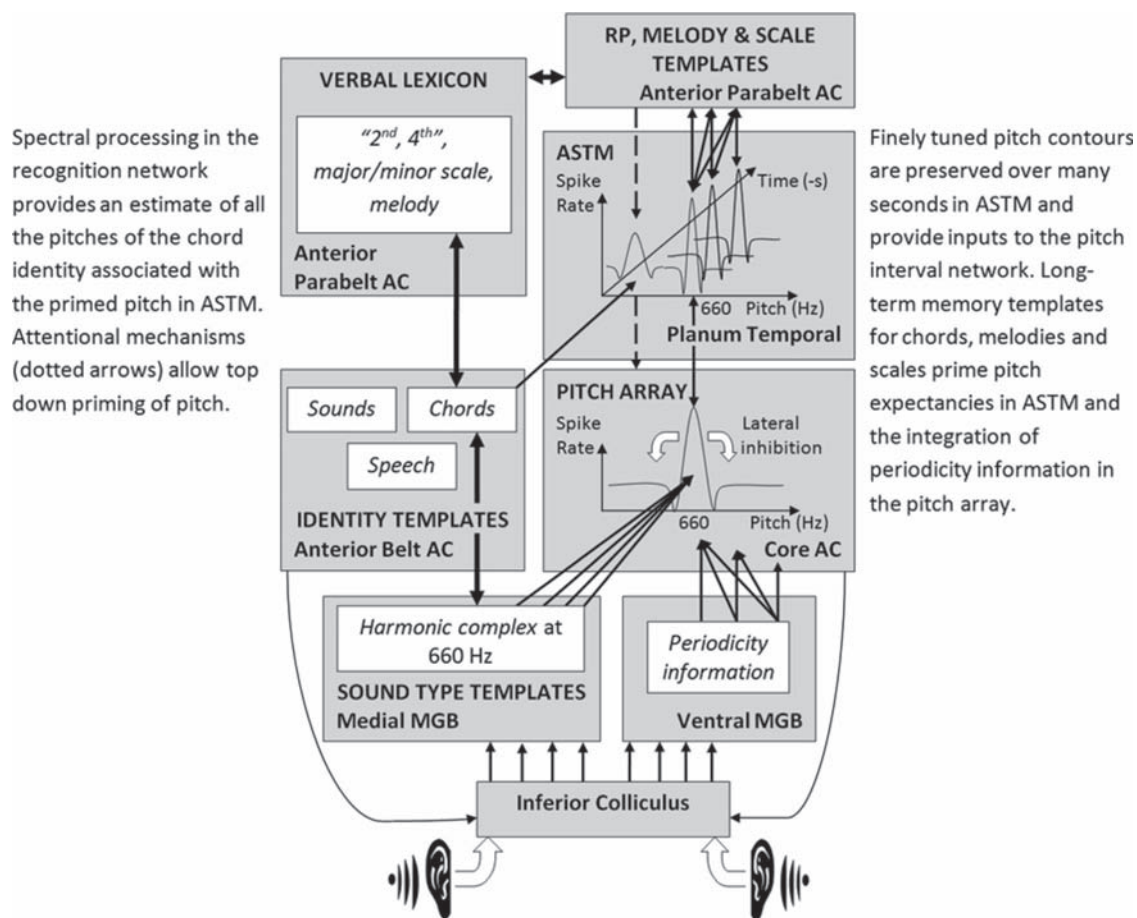 Spectral processing in the
recognition network
provides an estimate of all
the pitches of the chord
identity associated with
the primed pitch in ASTM.
Attentional mechanisms
(dotted arrows) allow top
down priming of pitch.
VERBAL LEXICON
"2nd, 4th",
major/minor scale,
melody
Anterior
Parabelt AC
RP, MELODY & SCALE
TEMPLATES
Anterior Parabelt AC
ASTM
Spike
Rate
Time (-s)
660 Pitch (Hz)
Planum Temporal
Finely tuned pitch contours
are preserved over many
seconds in ASTM and
provide inputs to the pitch
interval network. Long-
term memory templates
for chords, melodies and
scales prime pitch
expectancies in ASTM and
the integration of
periodicity information in
the pitch array.
Sounds
Chords
Speech
IDENTITY TEMPLATES
Anterior Belt AC
PITCH ARRAY
Spike
Rate
Lateral
inhibition
660 Pitch (Hz)
Core AC
Harmonic complex at
660 Hz
SOUND TYPE TEMPLATES
Medial MGB
Periodicity
information
Ventral MGB
Inferior Colliculus